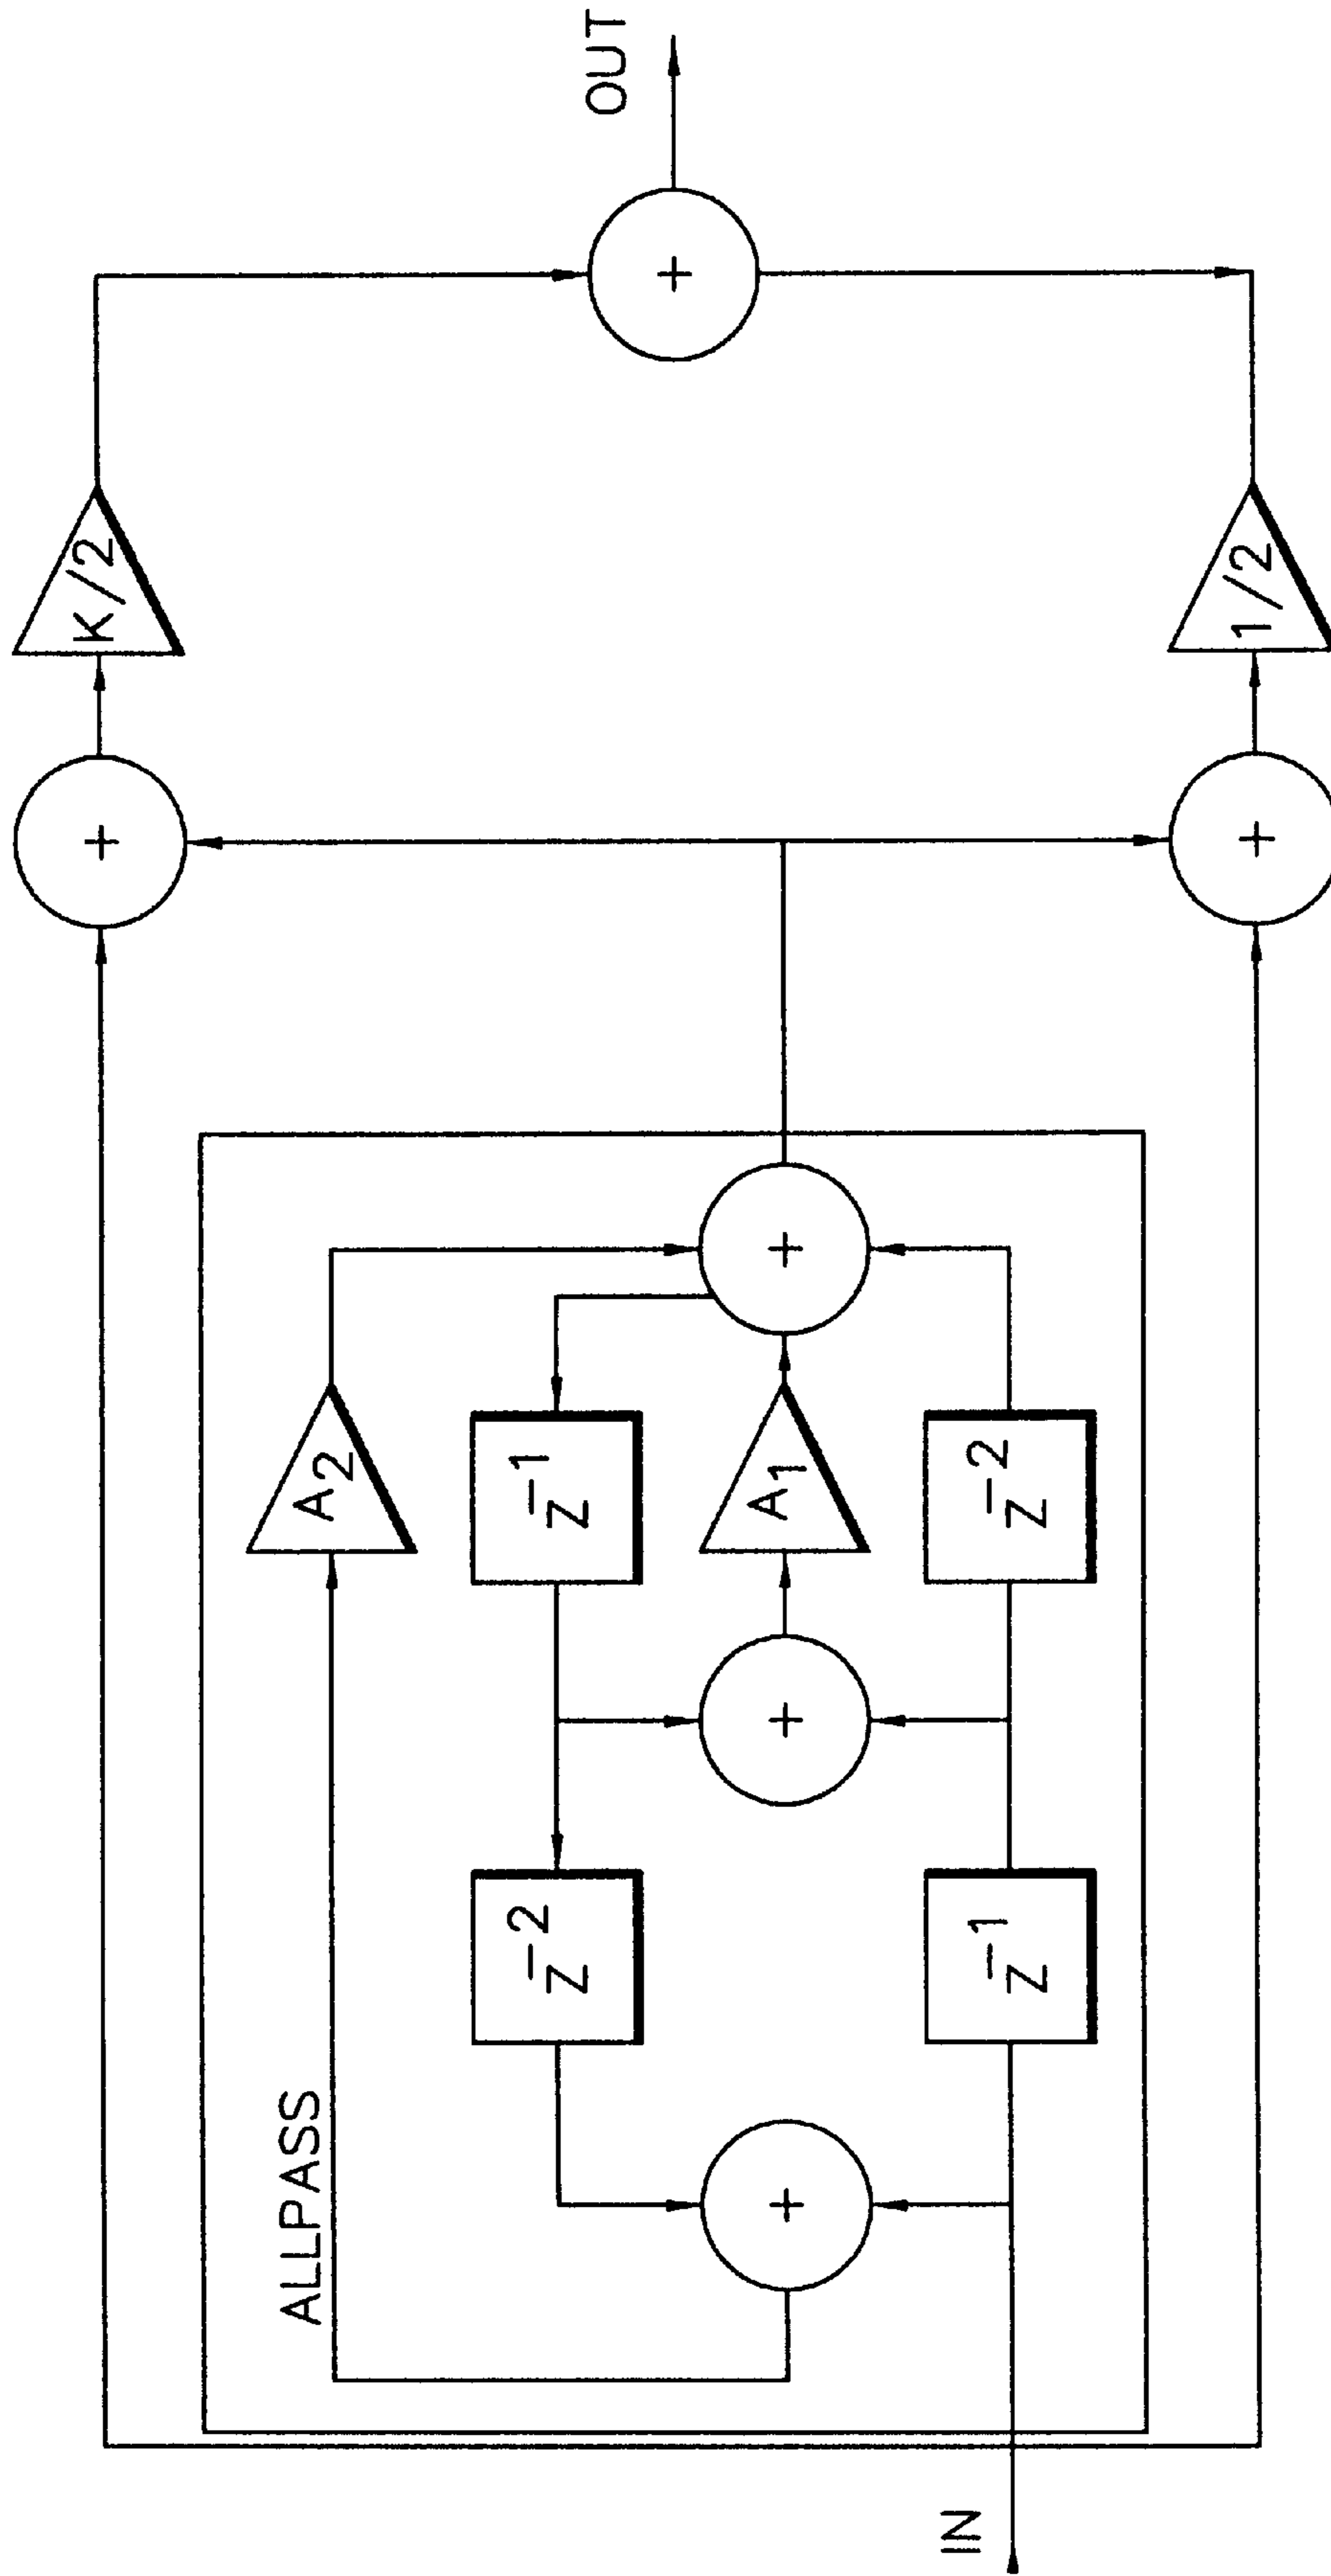 ALLPASS
K/2
A2
+
OUT
z^-2
z^-1
+
+
+
A1
+
+
z^-1
z^-2
IN
1/2
+